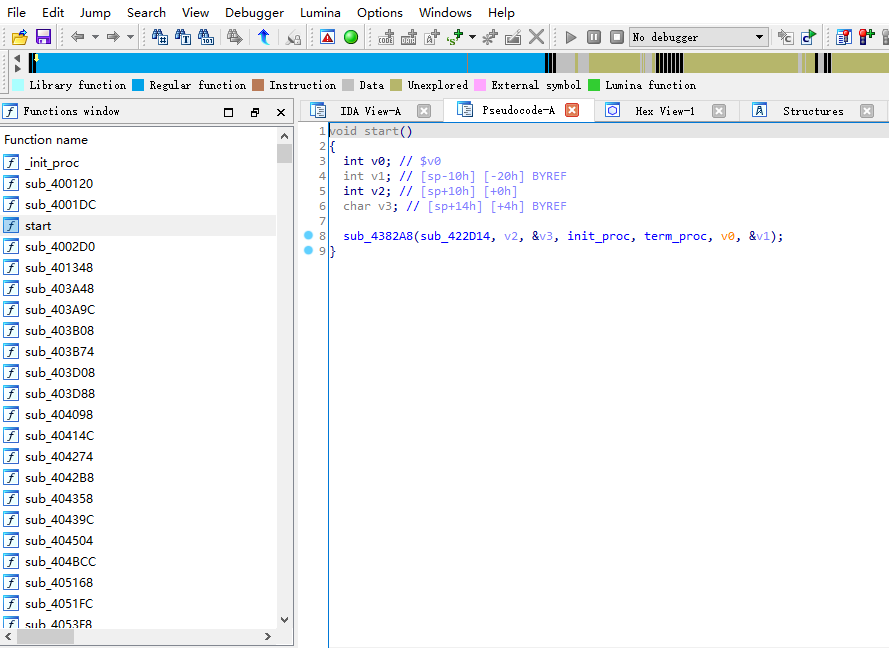 File Edit Jump Search View Debugger Lumina Options Windows Help
No debugger
Library function Regular function Instruction Data Unexplored External symbol Lumina function
Functions window
IDA View-A Pseudocode-A Hex View-1 Structures
Function name
_init_proc
sub_400120
sub_4001DC
start
sub_4002D0
sub_401348
sub_403A48
sub_403A9C
sub_403B08
sub_403B74
sub_403D08
sub_403D88
sub_404098
sub_40414C
sub_404274
sub_4042B8
sub_404358
sub_40439C
sub_404504
sub_404BCC
sub_405168
sub_4051FC
sub_4053F8
1 void start()
2 {
3 int v0; // $v0
4 int v1; // [sp-10h] [-20h] BYREF
5 int v2; // [sp+10h] [+0h]
6 char v3; // [sp+14h] [+4h] BYREF
7
8 sub_4382A8(sub_422D14, v2, &v3, init_proc, term_proc, v0, &v1);
9 }